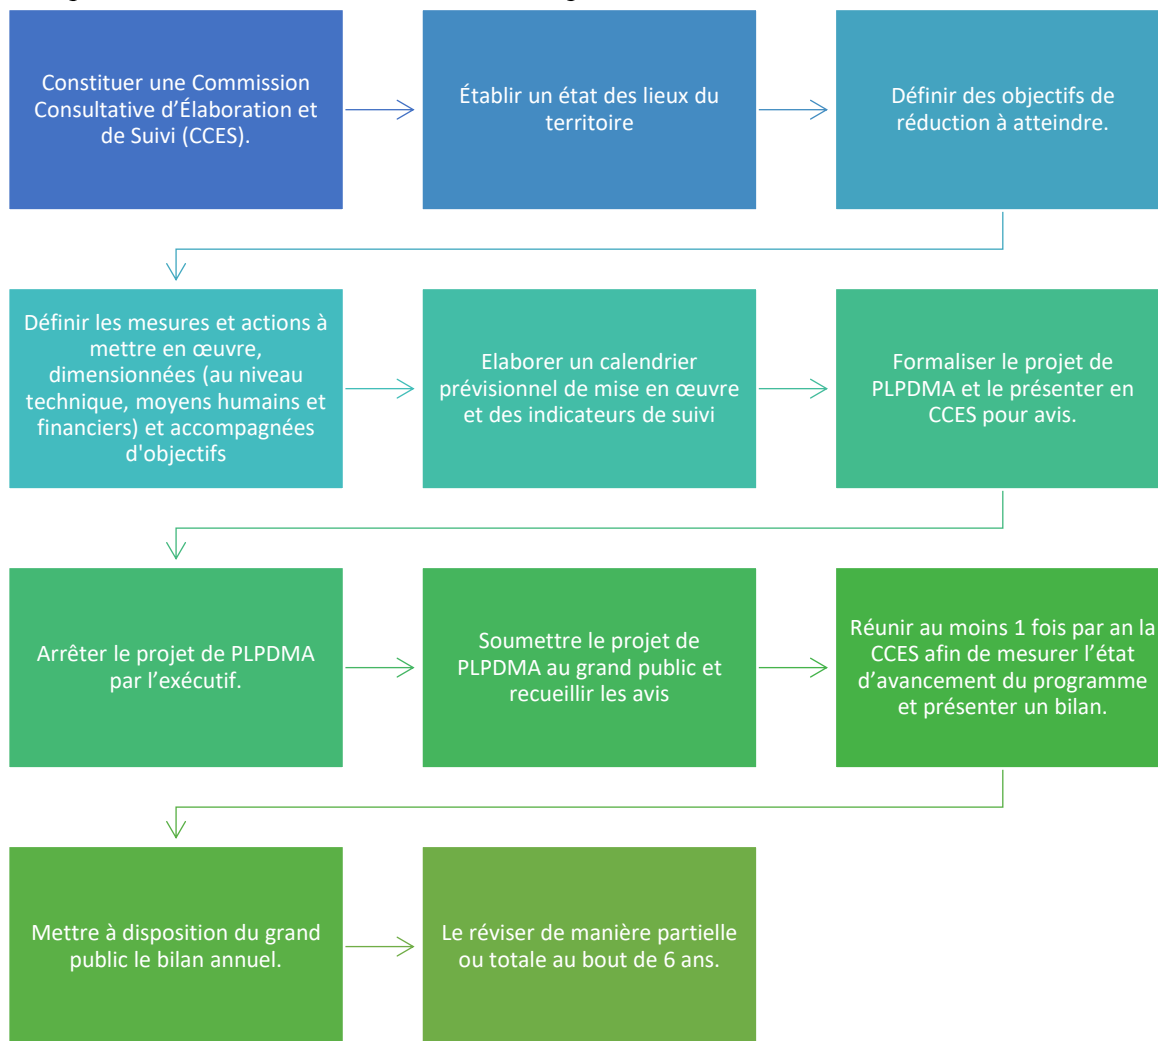 Constituer une Commission
Consultative d’Élaboration et
de Suivi (CCES).
Établir un état des lieux du
territoire
Définir des objectifs de
réduction à atteindre.
Définir les mesures et actions à
mettre en œuvre,
dimensionnées (au niveau
technique, moyens humains et
financiers) et accompagnées
d'objectifs
Elaborer un calendrier
prévisionnel de mise en œuvre
et des indicateurs de suivi
Formaliser le projet de
PLPDMA et le présenter en
CCES pour avis.
Arrêter le projet de PLPDMA
par l’exécutif.
Soumettre le projet de
PLPDMA au grand public et
recueillir les avis
Réunir au moins 1 fois par an la
CCES afin de mesurer l’état
d’avancement du programme
et présenter un bilan.
Mettre à disposition du grand
public le bilan annuel.
Le réviser de manière partielle
ou totale au bout de 6 ans.